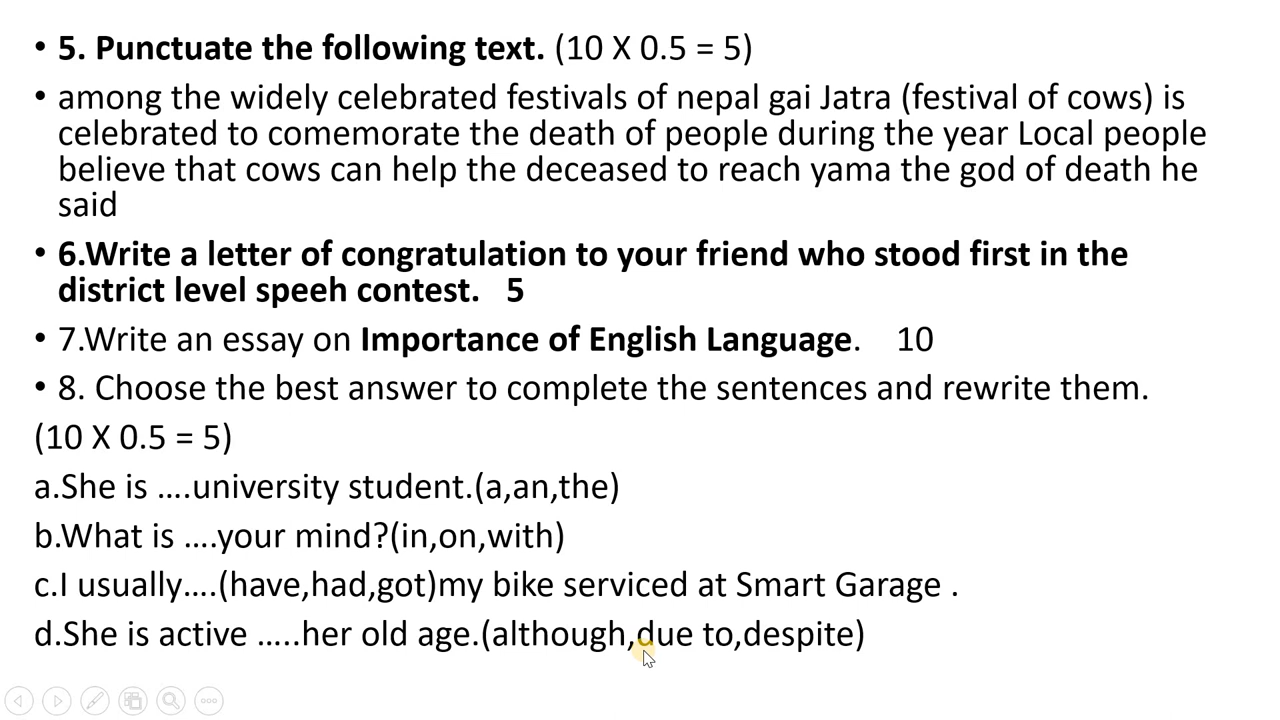 • 5. Punctuate the following text. (10 X 0.5 = 5)
• among the widely celebrated festivals of nepal gai Jatra (festival of cows) is
celebrated to comemorate the death of people during the year Local people
believe that cows can help the deceased to reach yama the god of death he
said
• 6.Write a letter of congratulation to your friend who stood first in the
district level speeh contest. 5
• 7.Write an essay on Importance of English Language. 10
• 8. Choose the best answer to complete the sentences and rewrite them.
(10 X 0.5 = 5)
a.She is ….university student.(a,an,the)
b.What is ….your mind?(in,on,with)
c.I usually….(have,had,got)my bike serviced at Smart Garage .
d.She is active …..her old age.(although,due to,despite)